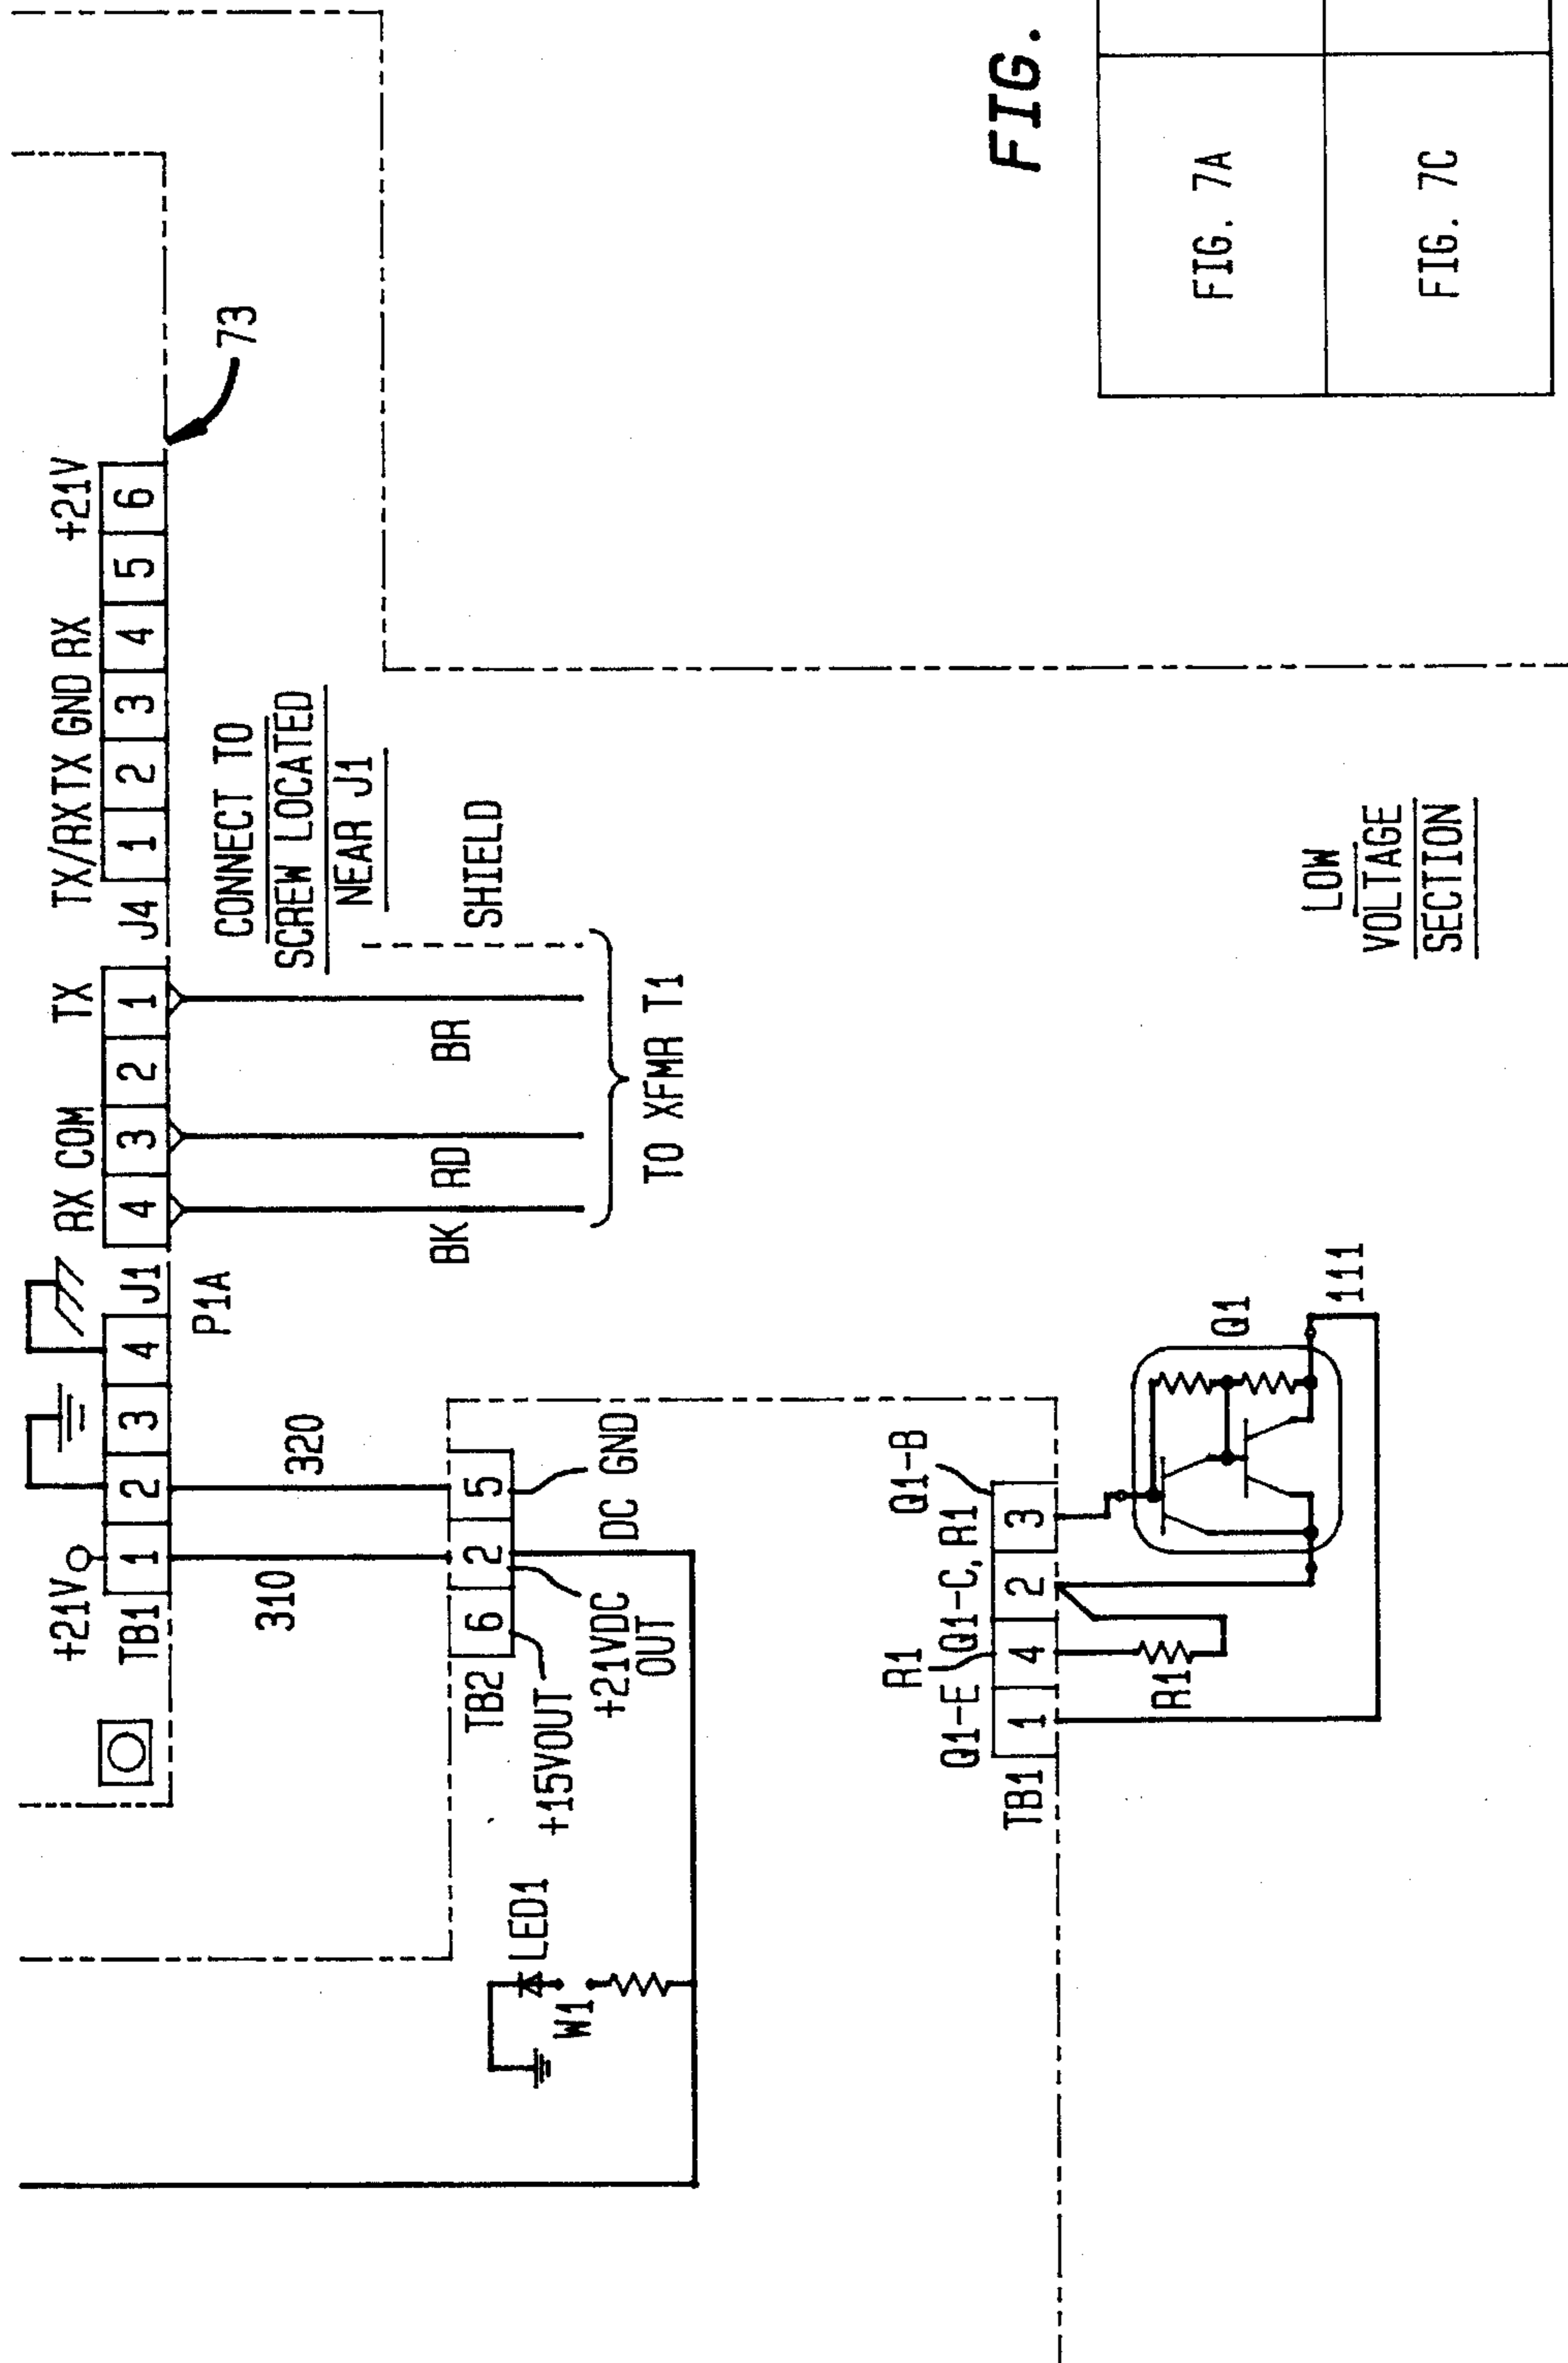 +21V
TB1
1
2
3
4
J1
RX COM
TX
4
3
2
1
J4
TX/RX TX GND RX
+21V
1
2
3
4
5
6
73
P1A
310
320
CONNECT TO
SCREW LOCATED
NEAR J1
BK
RD
BR
SHIELD
TO XFMR T1
TB2
6
2
5
+15VOUT
+21VDC
OUT
DC GND
LED1
W1
TB1
Q1-E
R1
Q1-C, R1
Q1-B
1
4
2
3
R1
Q1
111
LOW
VOLTAGE
SECTION
FIG.
FIG. 7A
FIG. 7C